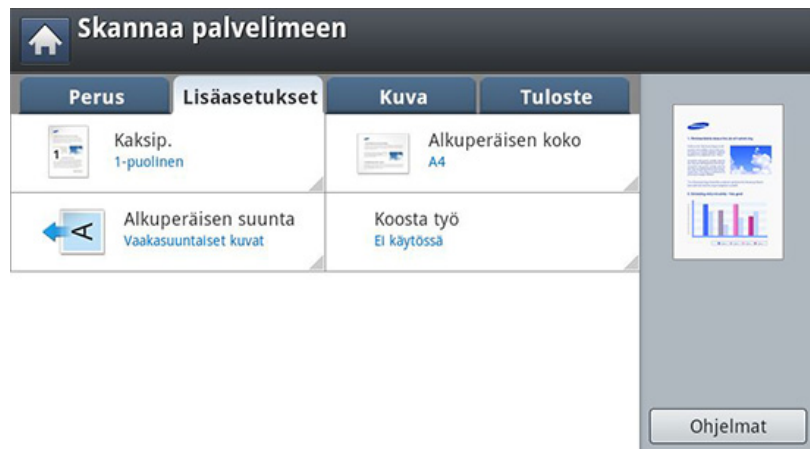 Skannaa palvelimeen
Perus
Lisäasetukset
Kuva
Tuloste
Kaksip.
1-puolinen
Alkuperäisen koko
A4
Alkuperäisen suunta
Vaakasuuntaiset kuvat
Koosta työ
Ei käytössä
Ohjelmat